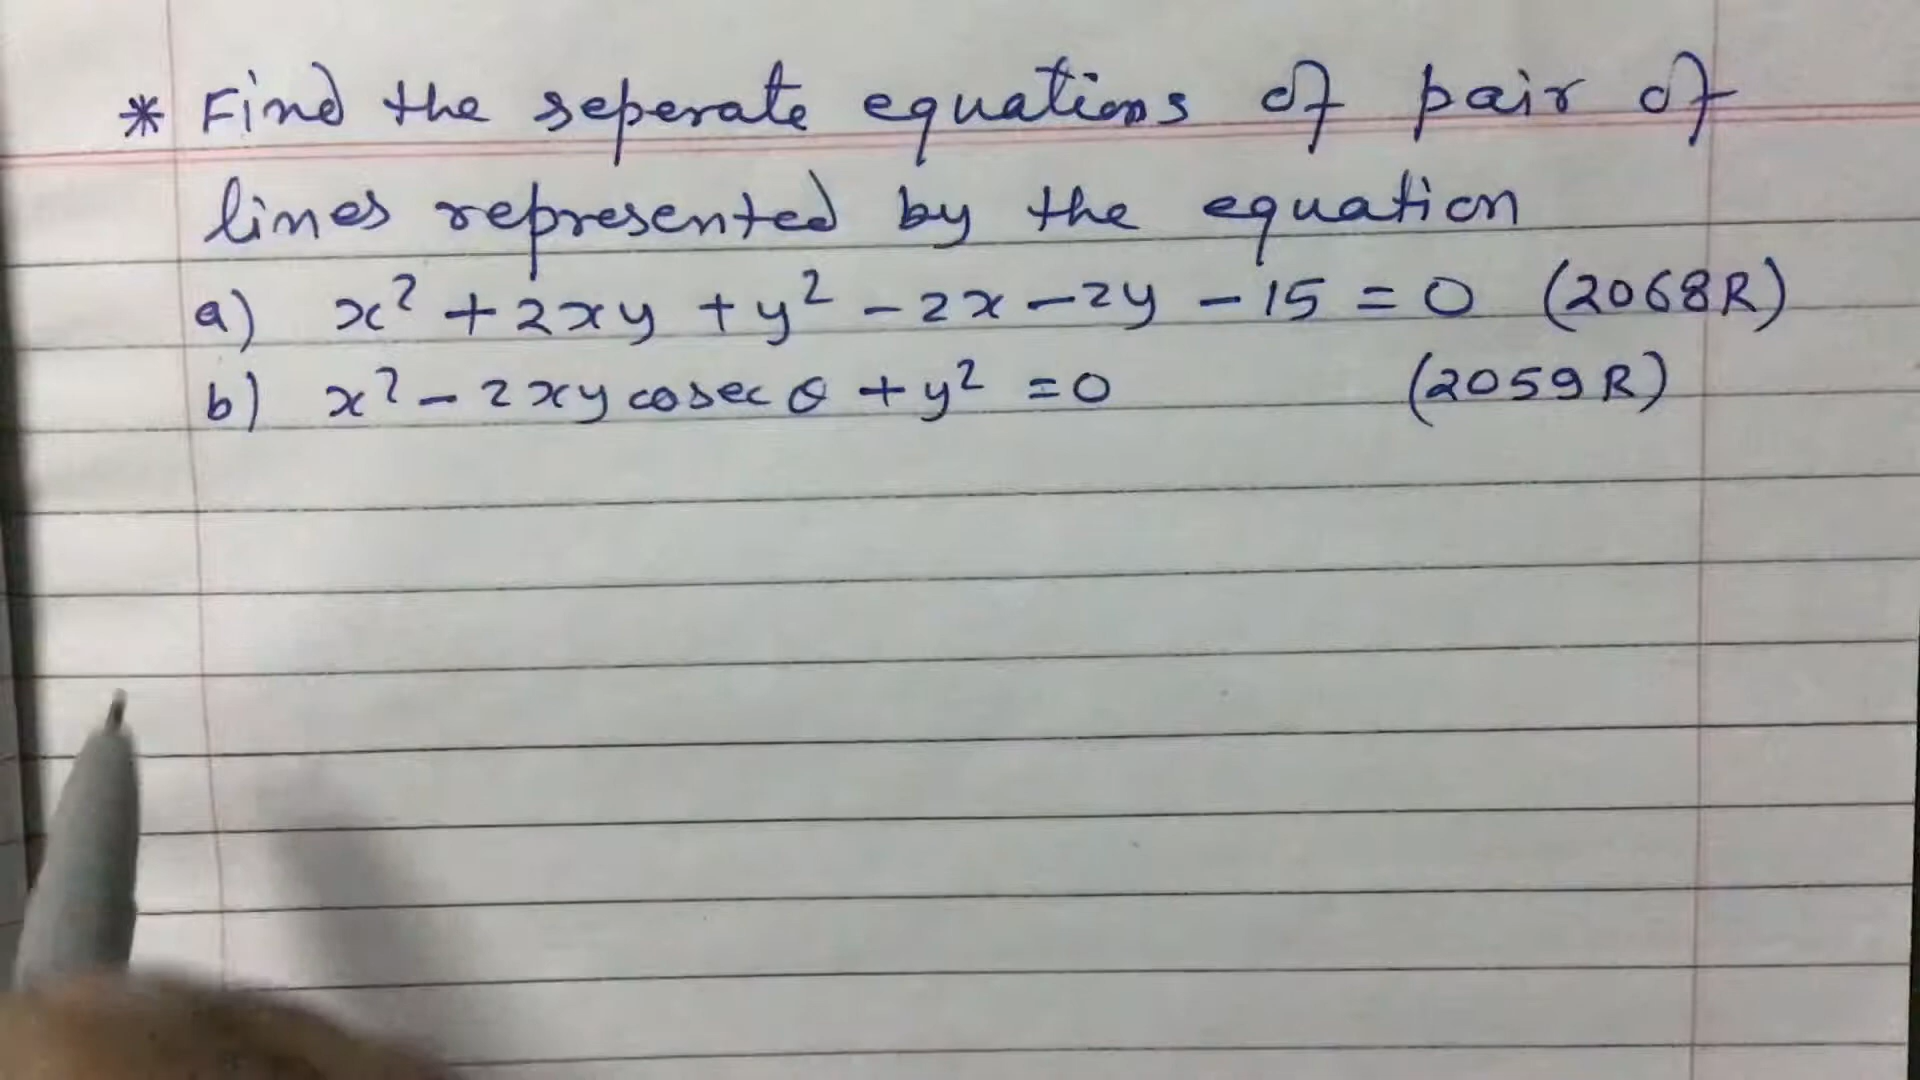 * Find the seperate equations of pair of
lines represented by the equation
a) x² + 2xy + y² - 2x - 2y - 15 = 0 (2068R)
b) x² - 2xy cosec θ + y² = 0 (2059R)